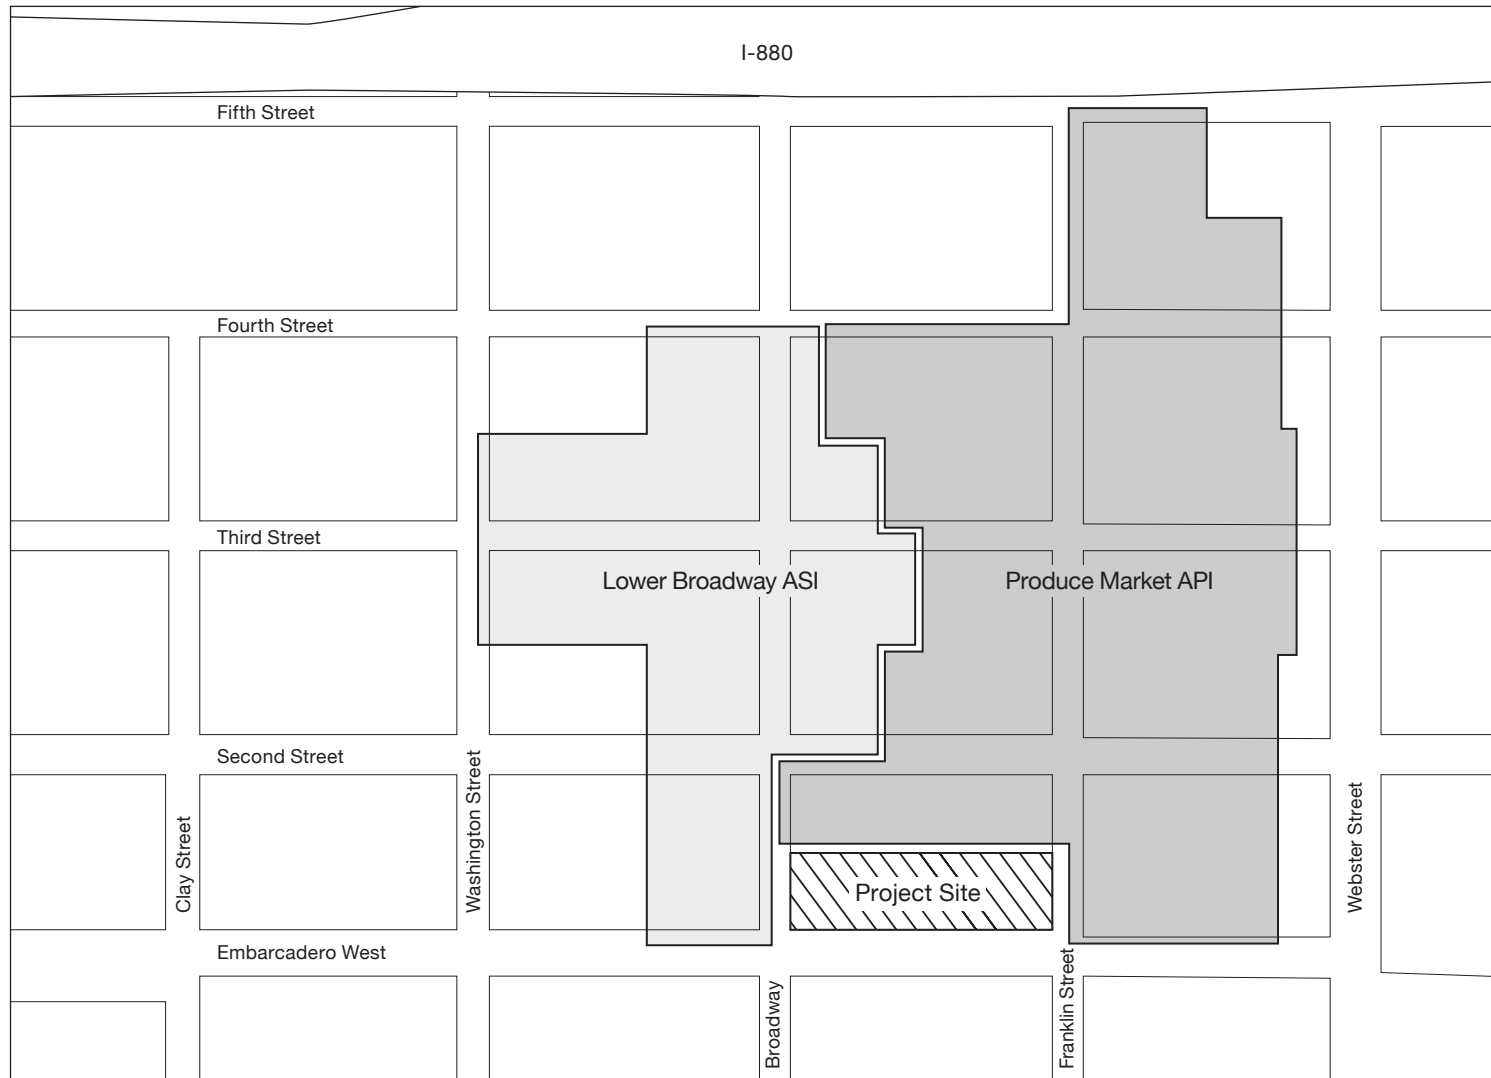 I-880
Fifth Street
Fourth Street
Third Street
Lower Broadway ASI
Produce Market API
Second Street
Clay Street
Washington Street
Webster Street
Project Site
Embarcadero West
Broadway
Franklin Street